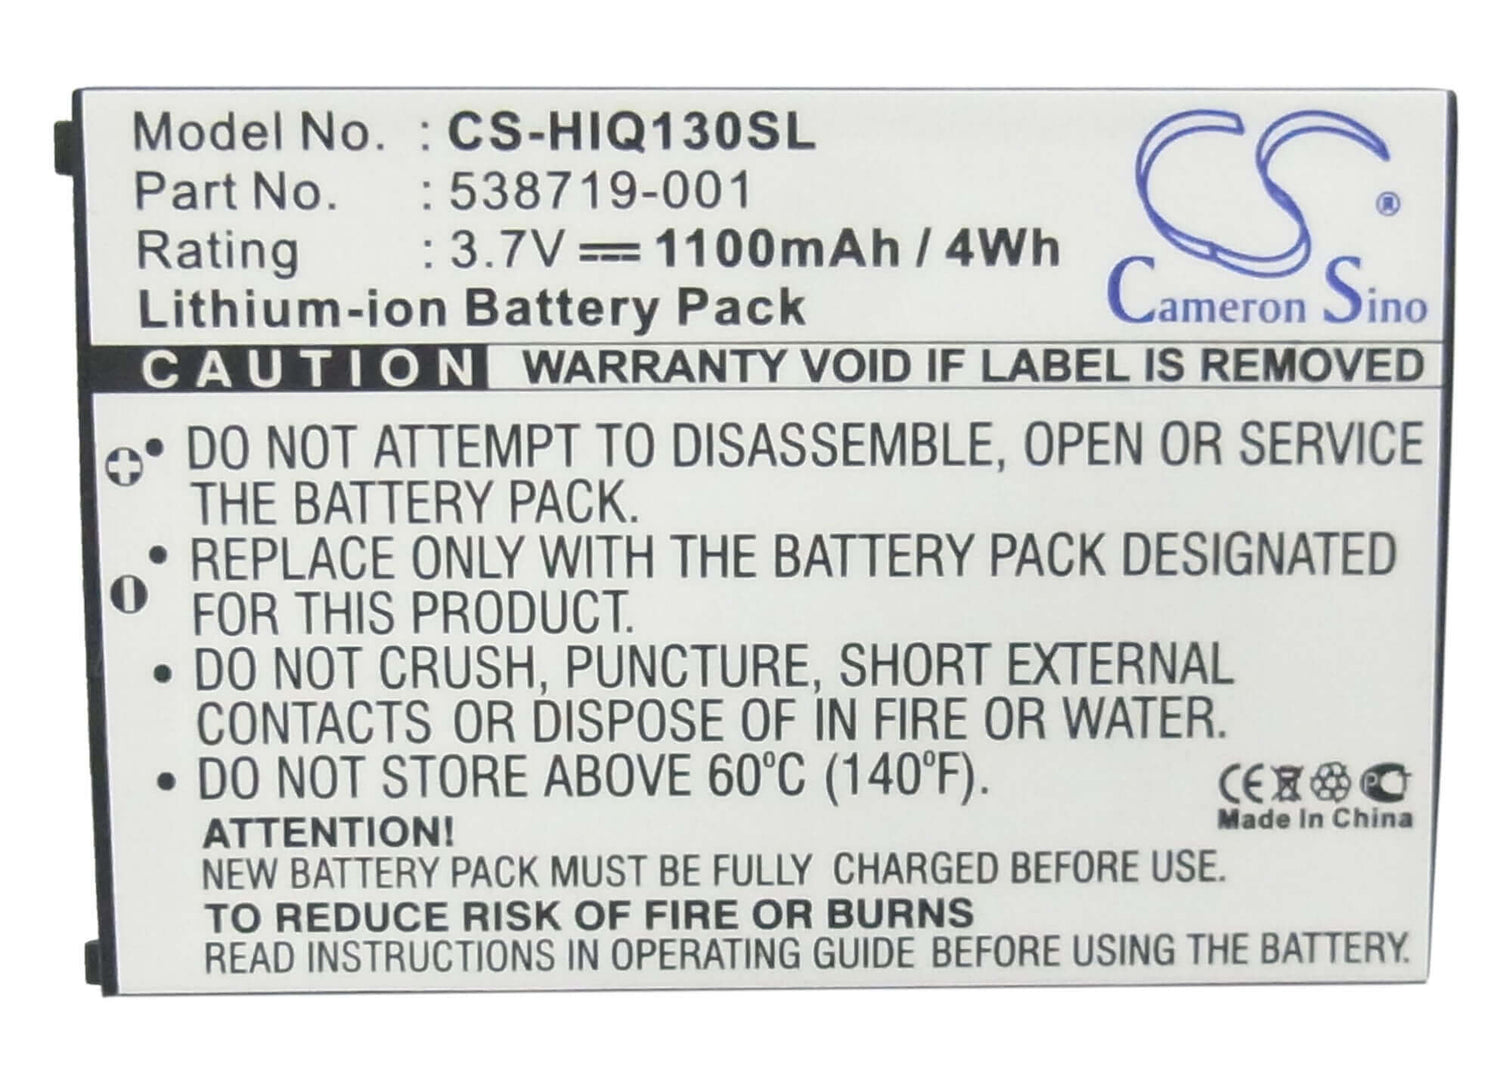 Model No. : CS-HIQ130SL
Part No. : 538719-001
Rating : 3.7V 1100mAh / 4Wh
Lithium-ion Battery Pack
CS ®
Cameron Sino
CAUTION WARRANTY VOID IF LABEL IS REMOVED
• DO NOT ATTEMPT TO DISASSEMBLE, OPEN OR SERVICE
THE BATTERY PACK.
• REPLACE ONLY WITH THE BATTERY PACK DESIGNATED
FOR THIS PRODUCT.
• DO NOT CRUSH, PUNCTURE, SHORT EXTERNAL
CONTACTS OR DISPOSE OF IN FIRE OR WATER.
• DO NOT STORE ABOVE 60°C (140°F).
CE
Made In China
ATTENTION!
NEW BATTERY PACK MUST BE FULLY CHARGED BEFORE USE.
TO REDUCE RISK OF FIRE OR BURNS
READ INSTRUCTIONS IN OPERATING GUIDE BEFORE USING THE BATTERY.